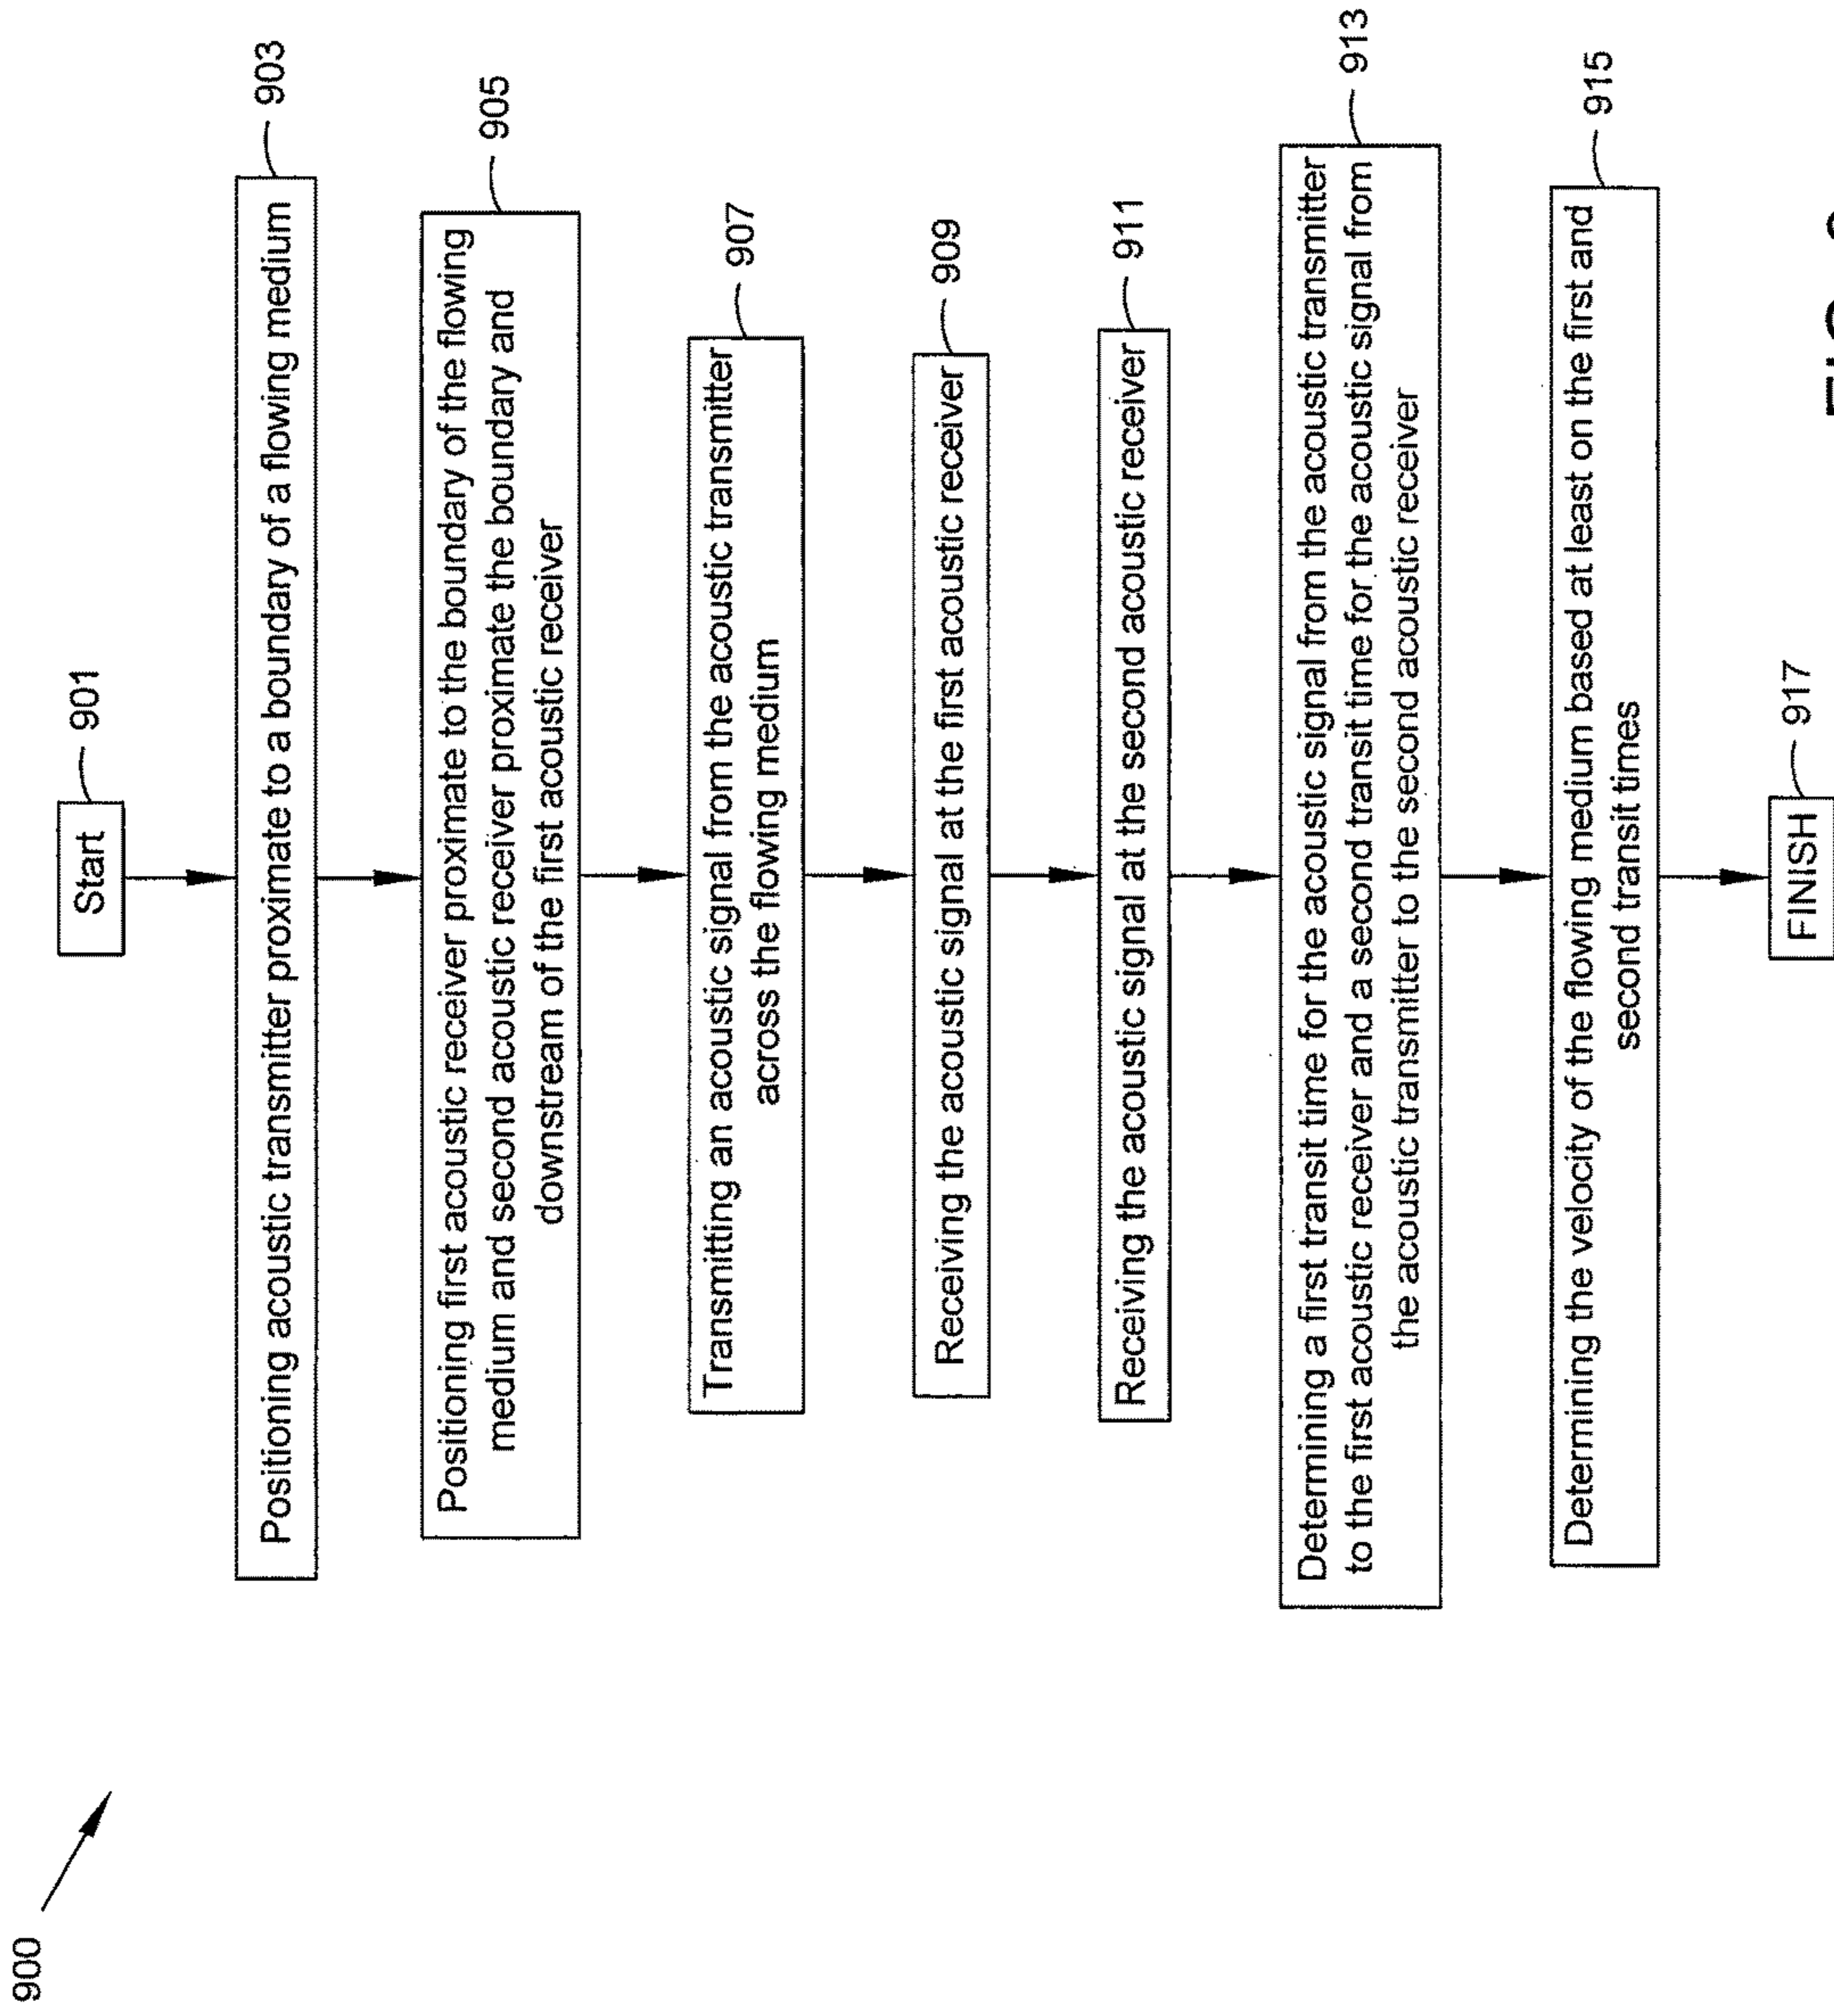 900
Start
901
Positioning acoustic transmitter proximate to a boundary of a flowing medium
903
Positioning first acoustic receiver proximate to the boundary of the flowing
medium and second acoustic receiver proximate the boundary and
downstream of the first acoustic receiver
905
Transmitting an acoustic signal from the acoustic transmitter
across the flowing medium
907
Receiving the acoustic signal at the first acoustic receiver
909
Receiving the acoustic signal at the second acoustic receiver
911
Determining a first transit time for the acoustic signal from the acoustic transmitter
to the first acoustic receiver and a second transit time for the acoustic signal from
the acoustic transmitter to the second acoustic receiver
913
Determining the velocity of the flowing medium based at least on the first and
second transit times
915
FINISH
917